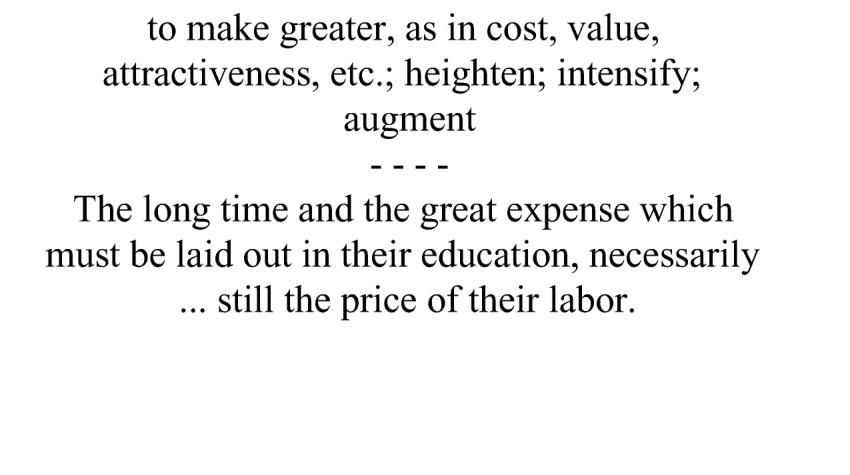 to make greater, as in cost, value,
attractiveness, etc.; heighten; intensify;
augment
- - - -
The long time and the great expense which
must be laid out in their education, necessarily
... still the price of their labor.